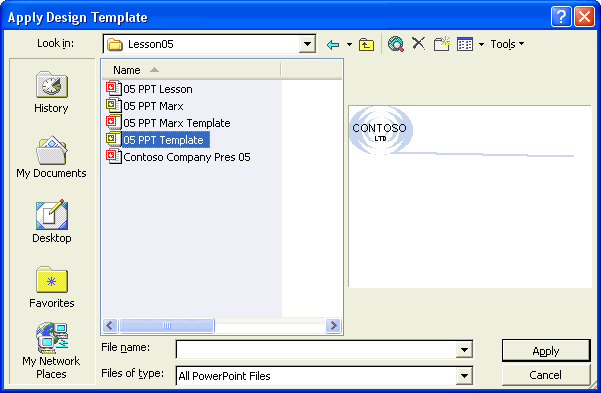 Apply Design Template
Look in: Lesson05 Tools
Name
History
My Documents
Desktop
Favorites
My Network
Places
05 PPT Lesson
05 PPT Marx
05 PPT Marx Template
05 PPT Template
Contoso Company Pres 05
CONTOSO
LTD
File name:
Apply
Files of type: All PowerPoint Files
Cancel